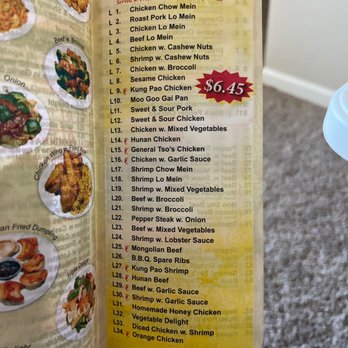 Served w.
L 1. Chicken Chow Mein
L 2. Roast Pork Lo Mein
L 3. Chicken Lo Mein
L 4. Beef Lo Mein
L 5. Chicken w. Cashew Nuts
L 6. Shrimp w. Cashew Nuts
L 7. Chicken w. Broccoli
L 8. Sesame Chicken
L 9. Kung Pao Chicken
$6.45
L10. Moo Goo Gai Pan
L11. Sweet & Sour Pork
L12. Sweet & Sour Chicken
L13. Chicken w. Mixed Vegetables
L14. Hunan Chicken
L15. General Tso's Chicken
L16. Chicken w. Garlic Sauce
L17. Shrimp Chow Mein
L18. Shrimp Lo Mein
L19. Shrimp w. Mixed Vegetables
L20. Beef w. Broccoli
L21. Shrimp w. Broccoli
L22. Pepper Steak w. Onion
L23. Beef w. Mixed Vegetables
L24. Shrimp w. Lobster Sauce
L25. Mongolian Beef
L26. B.B.Q. Spare Ribs
L27. Kung Pao Shrimp
L28. Hunan Beef
L29. Beef w. Garlic Sauce
L30. Shrimp w. Garlic Sauce
L31. Homemade Honey Chicken
L32. Vegetable Delight
L33. Diced Chicken w. Shrimp
L34. Orange Chicken
w. Broccoli
Onion
Fried
an Fried Dumpling